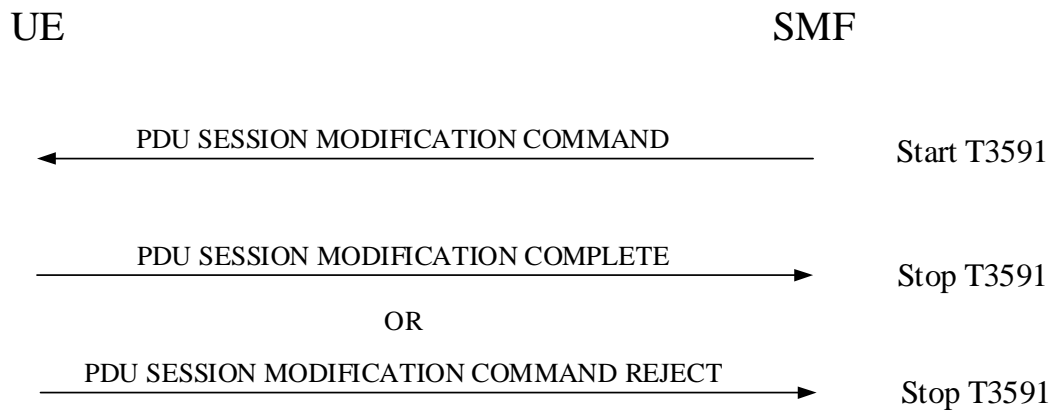 UE SMF
PDU SESSION MODIFICATION COMMAND Start T3591
PDU SESSION MODIFICATION COMPLETE Stop T3591
OR
PDU SESSION MODIFICATION COMMAND REJECT Stop T3591